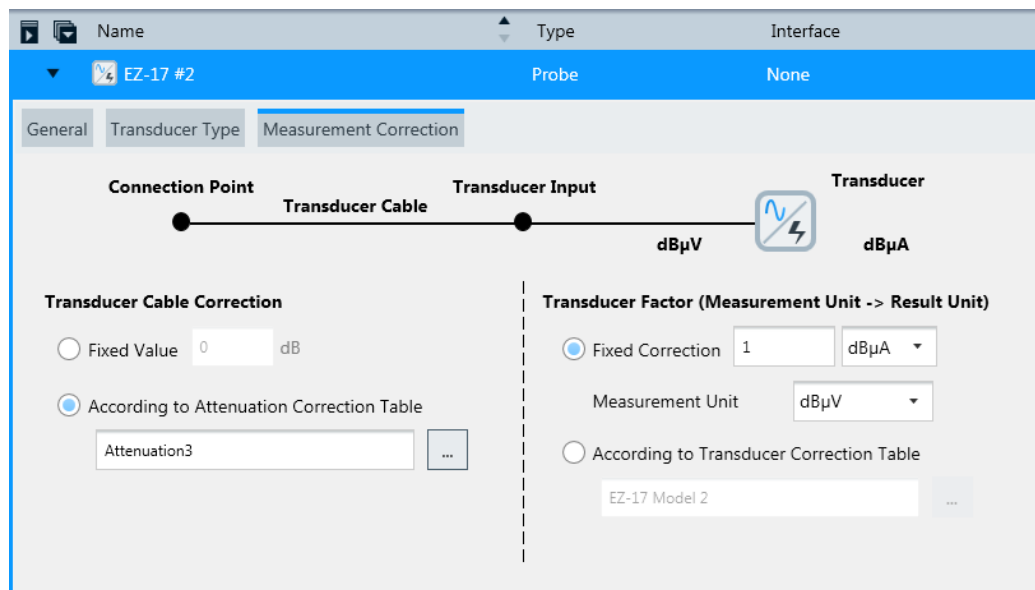 Name Type Interface
EZ-17 #2 Probe None
General Transducer Type Measurement Correction
Connection Point Transducer Input Transducer
Transducer Cable
dBµV dBµA
Transducer Cable Correction
Fixed Value 0 dB
According to Attenuation Correction Table
Attenuation3 ...
Transducer Factor (Measurement Unit -> Result Unit)
Fixed Correction 1 dBµA
Measurement Unit dBµV
According to Transducer Correction Table
EZ-17 Model 2 ...